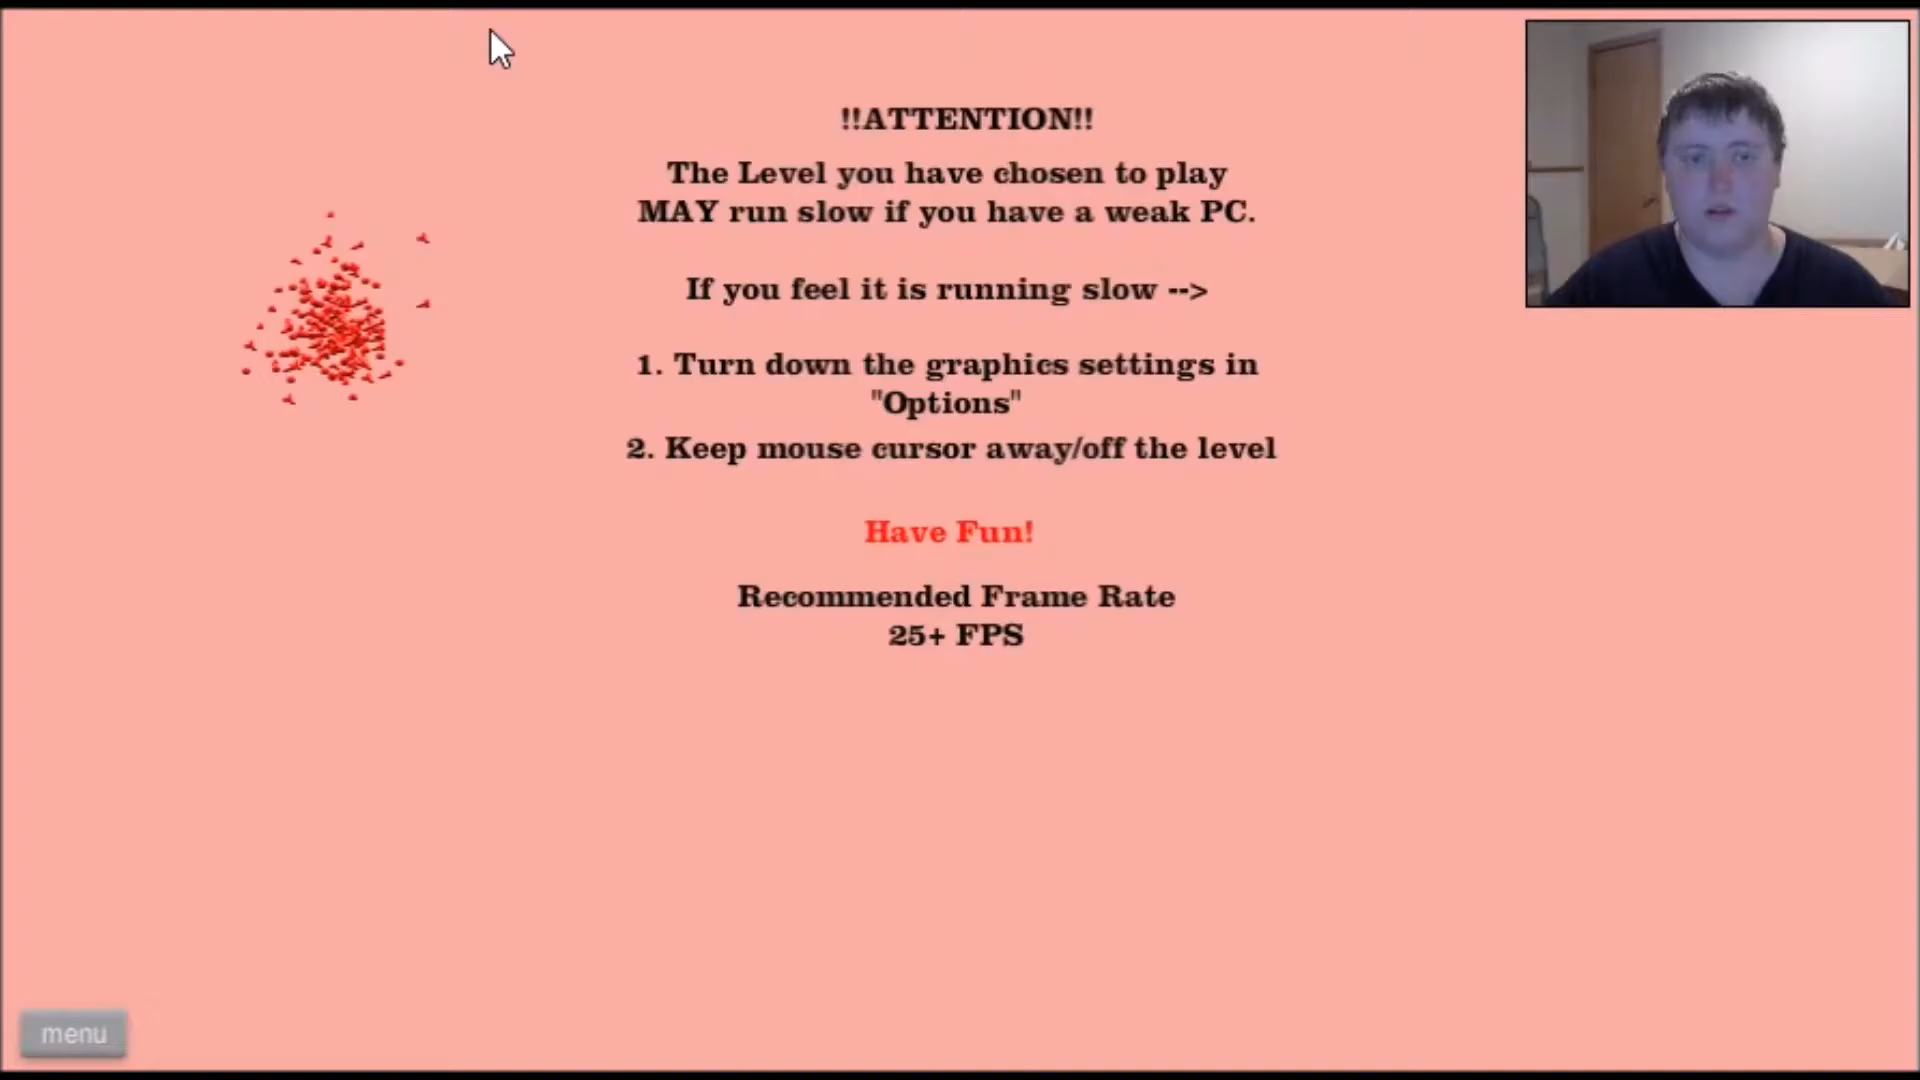 !!ATTENTION!!
The Level you have chosen to play
MAY run slow if you have a weak PC.
If you feel it is running slow -->
1. Turn down the graphics settings in
"Options"
2. Keep mouse cursor away/off the level
Have Fun!
Recommended Frame Rate
25+ FPS
menu